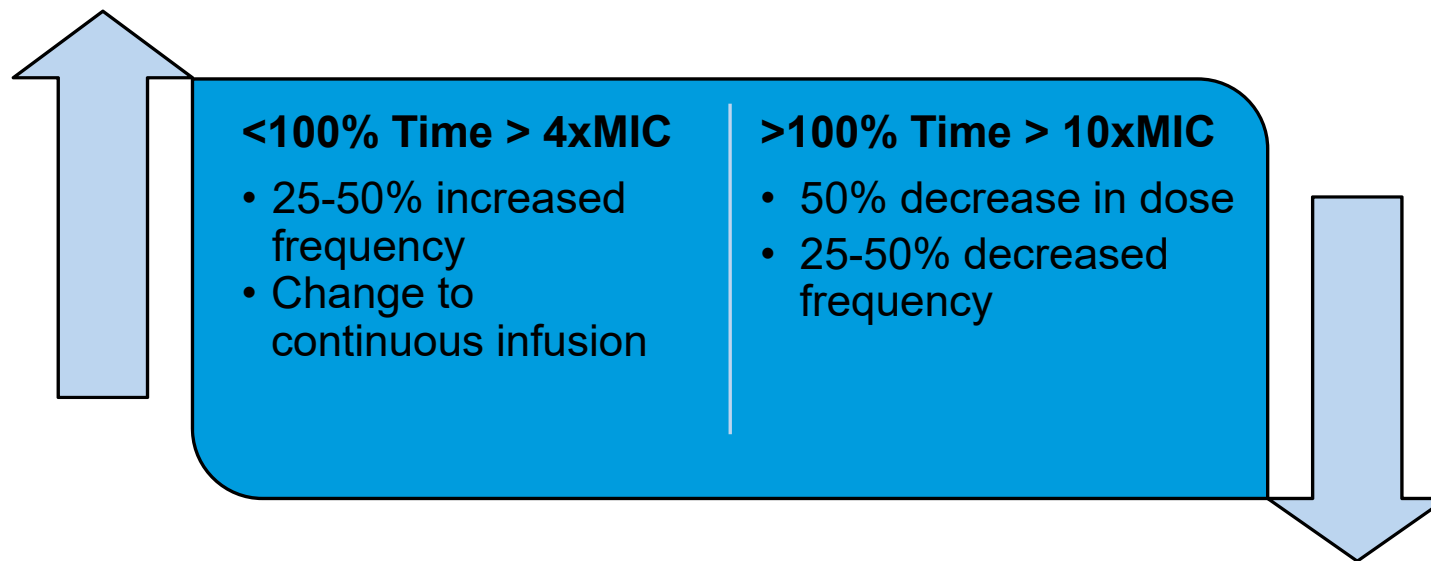 <100% Time > 4xMIC
• 25-50% increased
frequency
• Change to
continuous infusion
>100% Time > 10xMIC
• 50% decrease in dose
• 25-50% decreased
frequency